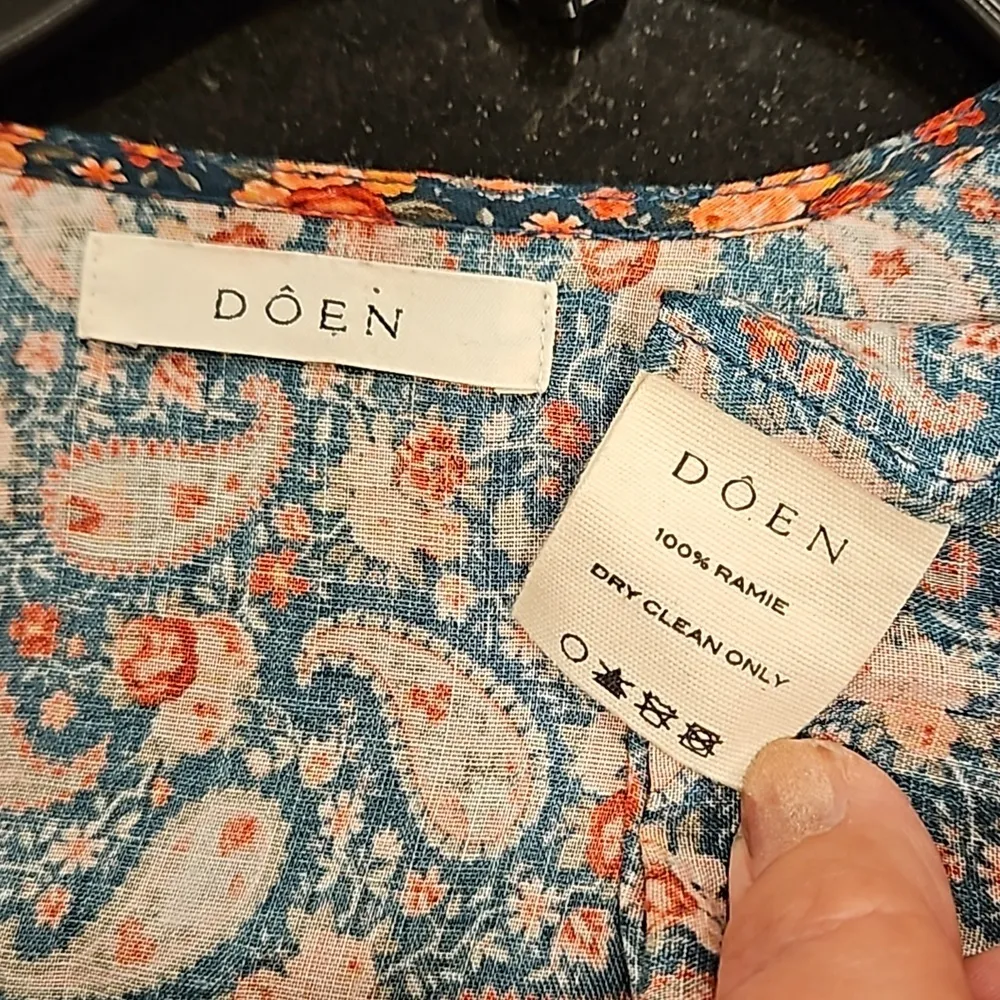 DÔEN
DÔEN
100% RAMIE
DRY CLEAN ONLY